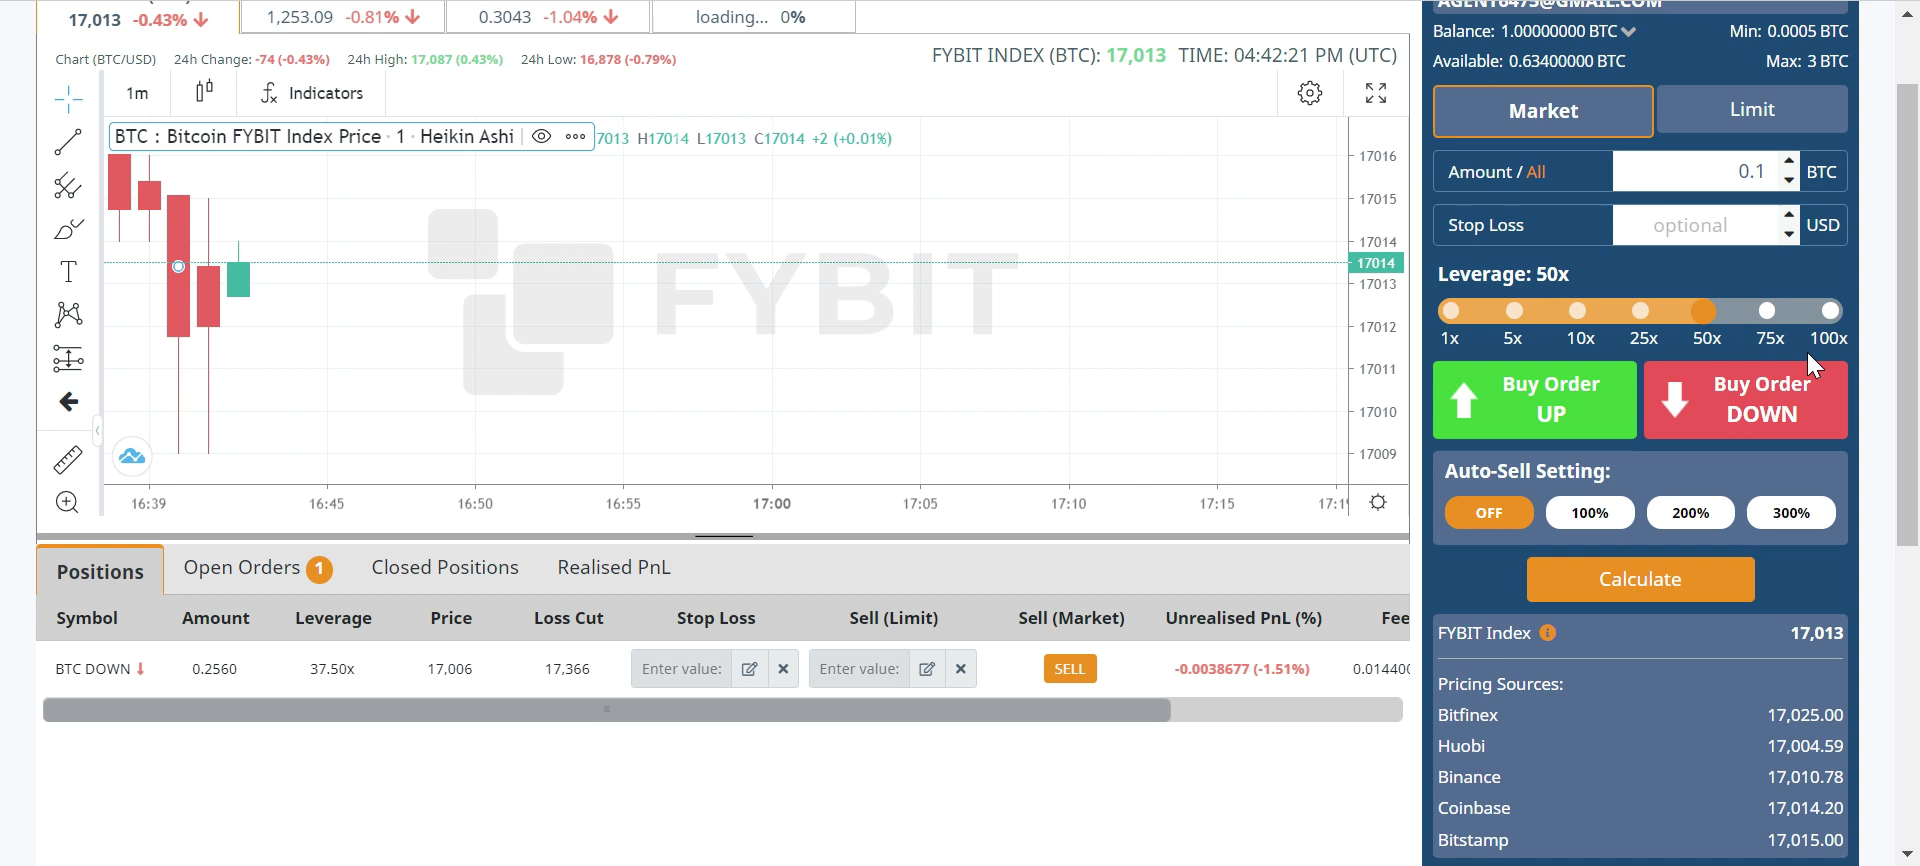 17,013 -0.43%
1,253.09 -0.81%
0.3043 -1.04%
loading... 0%
Chart (BTC/USD) 24h Change: -74 (-0.43%) 24h High: 17,087 (0.43%) 24h Low: 16,878 (-0.79%)
FYBIT INDEX (BTC): 17,013 TIME: 04:42:21 PM (UTC)
1m
Indicators
BTC : Bitcoin FYBIT Index Price · 1 · Heikin Ashi
7013 H17014 L17013 C17014 +2 (+0.01%)
FYBIT
17016
17015
17014
17014
17013
17012
17011
17010
17009
16:39 16:45 16:50 16:55 17:00 17:05 17:10 17:15
Positions Open Orders 1 Closed Positions Realised PnL
Symbol Amount Leverage Price Loss Cut Stop Loss Sell (Limit) Sell (Market) Unrealised PnL (%) Fee
BTC DOWN 0.2560 37.50x 17,006 17,366 Enter value: Enter value: SELL -0.0038677 (-1.51%) 0.01440
AGENT6475@GMAIL.COM
Balance: 1.00000000 BTC Min: 0.0005 BTC
Available: 0.63400000 BTC Max: 3 BTC
Market Limit
Amount / All 0.1 BTC
Stop Loss optional USD
Leverage: 50x
1x 5x 10x 25x 50x 75x 100x
Buy Order
UP
Buy Order
DOWN
Auto-Sell Setting:
OFF 100% 200% 300%
Calculate
FYBIT Index 17,013
Pricing Sources:
Bitfinex 17,025.00
Huobi 17,004.59
Binance 17,010.78
Coinbase 17,014.20
Bitstamp 17,015.00